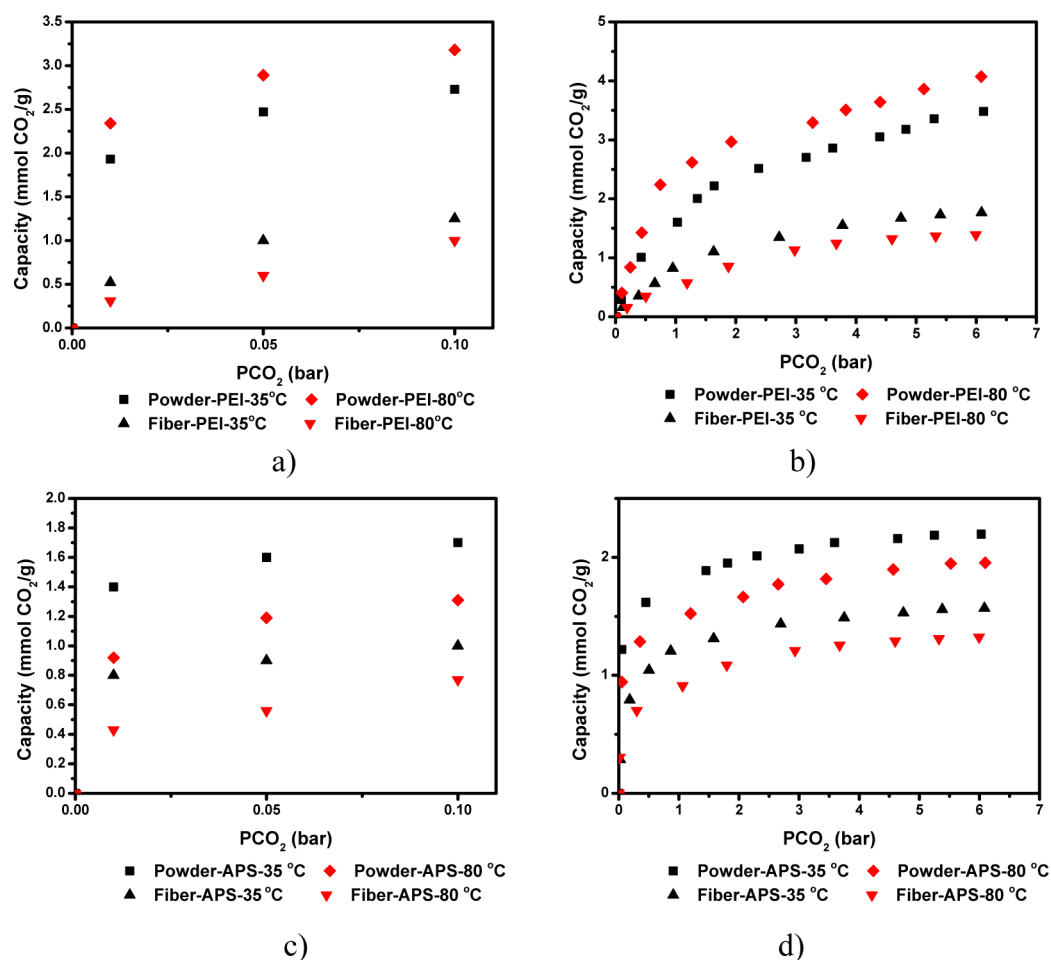 3.5
3.0
2.5
2.0
1.5
1.0
0.5
0.0
Capacity (mmol CO₂/g)
0.00 0.05 0.10
PCO₂ (bar)
Powder-PEI-35°C Powder-PEI-80°C
Fiber-PEI-35°C Fiber-PEI-80°C
a)
5
4
3
2
1
0
Capacity (mmol CO₂/g)
0 1 2 3 4 5 6 7
PCO₂ (bar)
Powder-PEI-35 °C Powder-PEI-80 °C
Fiber-PEI-35 °C Fiber-PEI-80 °C
b)
2.0
1.8
1.6
1.4
1.2
1.0
0.8
0.6
0.4
0.2
0.0
Capacity (mmol CO₂/g)
0.00 0.05 0.10
PCO₂ (bar)
Powder-APS-35 °C Powder-APS-80 °C
Fiber-APS-35 °C Fiber-APS-80 °C
c)
2
1
0
Capacity (mmol CO₂/g)
0 1 2 3 4 5 6 7
PCO₂ (bar)
Powder-APS-35 °C Powder-APS-80 °C
Fiber-APS-35 °C Fiber-APS-80 °C
d)